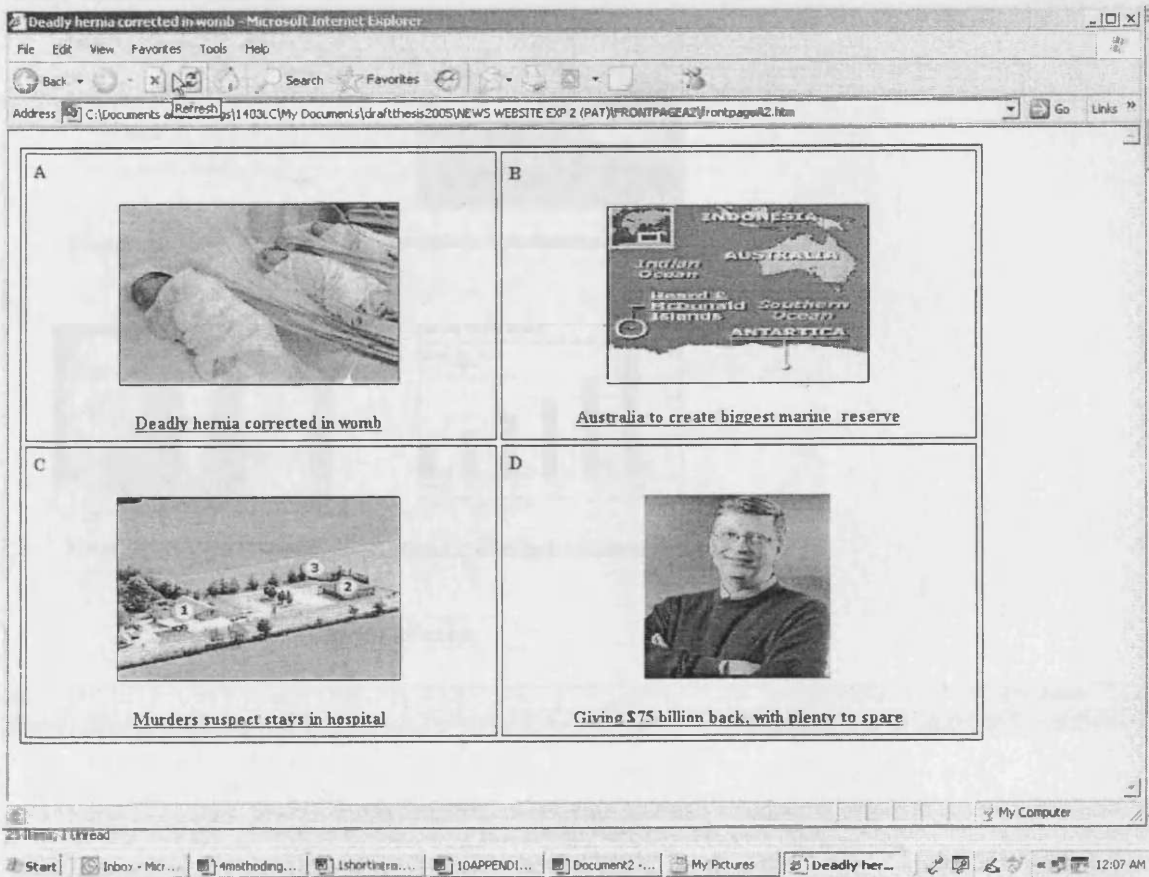 Deadly hernia corrected in womb - Microsoft Internet Explorer
File Edit View Favorites Tools Help
Back Search Favorites
Refresh
Address C:\Documents a gs\1403LC\My Documents\draftthesis2005\NEWS WEBSITE EXP 2 (PAT)\FRONTPAGEA2\frontpageA2.htm Go Links »
A
B
INDONESIA
AUSTRALIA
Indian
Ocean
Heard &
McDonald
Islands
Southern
Ocean
ANTARTICA
Deadly hernia corrected in womb
Australia to create biggest marine reserve
C
D
3
2
1
Murders suspect stays in hospital
Giving $75 billion back, with plenty to spare
My Computer
Start Inbox - Micr... 4methoding... 1shortintra... 10APPENDI... Document2 -... My Pictures Deadly her... « 12:07 AM